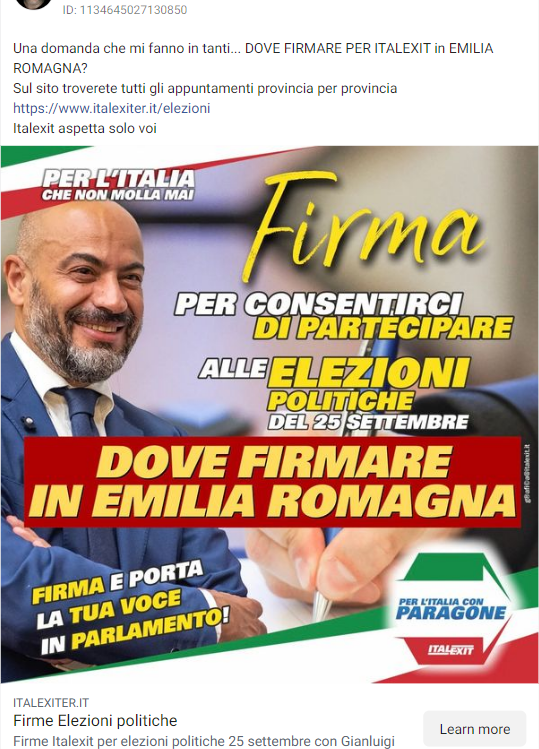 ID: 1134645027130850
Una domanda che mi fanno in tanti... DOVE FIRMARE PER ITALEXIT in EMILIA
ROMAGNA?
Sul sito troverete tutti gli appuntamenti provincia per provincia
https://www.italexiter.it/elezioni
Italexit aspetta solo voi
PER L'ITALIA
CHE NON MOLLA MAI
Firma
PER CONSENTIRCI
DI PARTECIPARE
ALLE ELEZIONI
POLITICHE
DEL 25 SETTEMBRE
DOVE FIRMARE
IN EMILIA ROMAGNA
grafica@italexit.it
FIRMA E PORTA
LA TUA VOCE
IN PARLAMENTO!
PER L'ITALIA CON
PARAGONE
ITALEXIT
ITALEXITER.IT
Firme Elezioni politiche
Firme Italexit per elezioni politiche 25 settembre con Gianluigi
Learn more